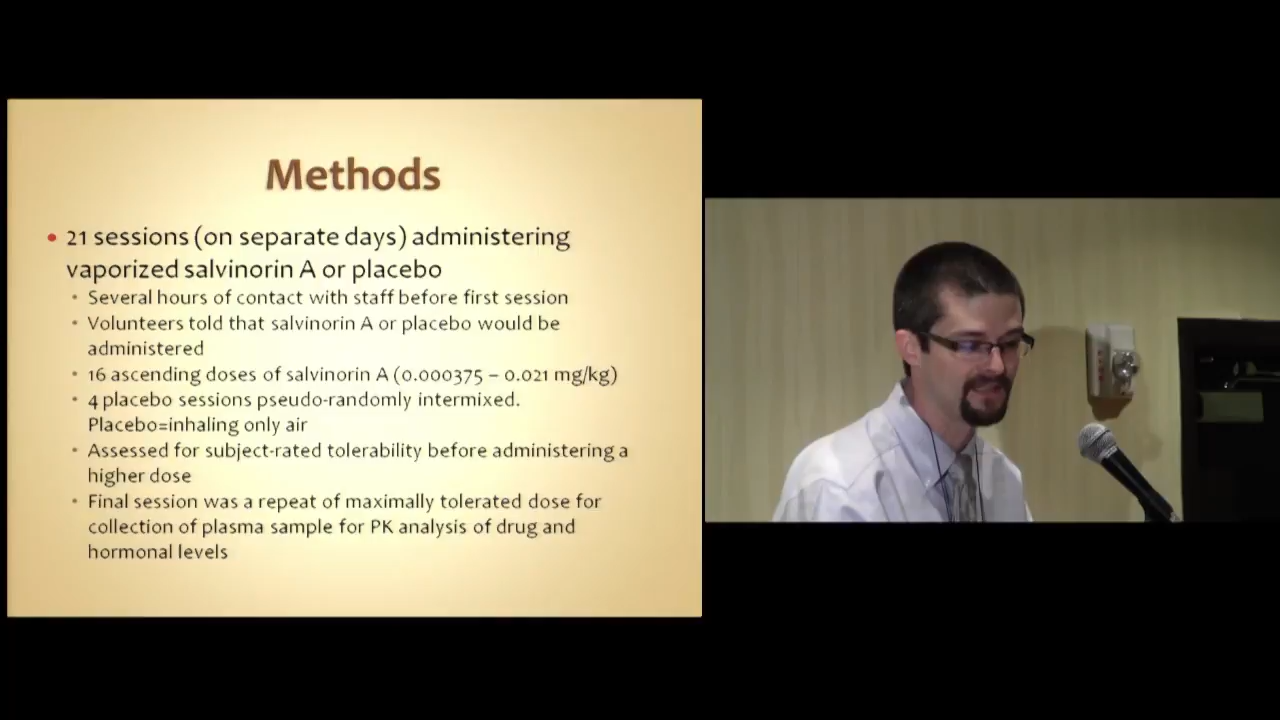 Methods
• 21 sessions (on separate days) administering
vaporized salvinorin A or placebo
• Several hours of contact with staff before first session
• Volunteers told that salvinorin A or placebo would be
administered
• 16 ascending doses of salvinorin A (0.000375 – 0.021 mg/kg)
• 4 placebo sessions pseudo-randomly intermixed.
Placebo=inhaling only air
• Assessed for subject-rated tolerability before administering a
higher dose
• Final session was a repeat of maximally tolerated dose for
collection of plasma sample for PK analysis of drug and
hormonal levels